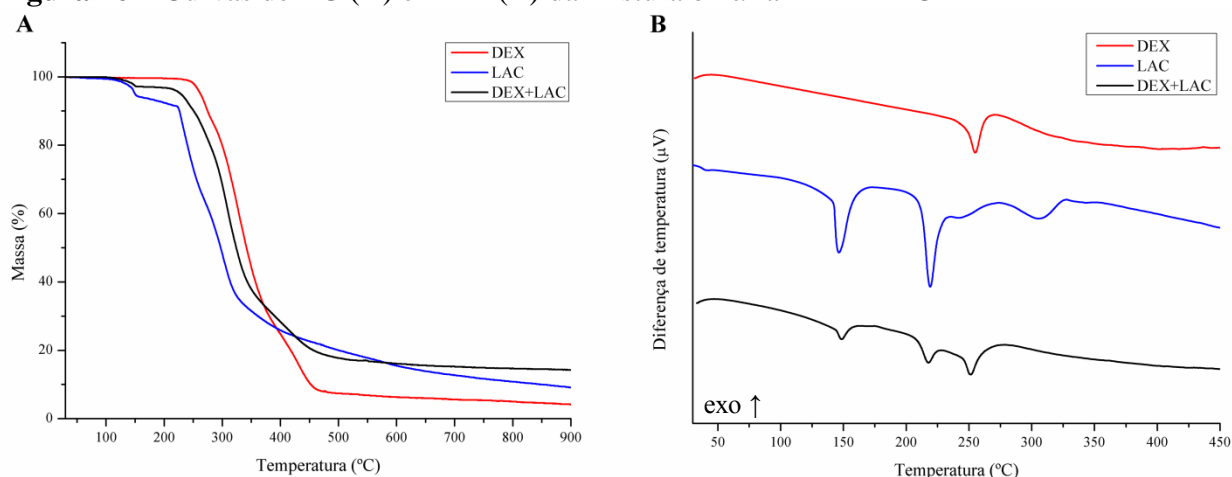 A
DEX
LAC
DEX+LAC
100
80
60
40
20
0
Massa (%)
100
200
300
400
500
600
700
800
900
Temperatura (ºC)
B
DEX
LAC
DEX+LAC
Diferença de temperatura (µV)
exo ↑
50
100
150
200
250
300
350
400
450
Temperatura (ºC)